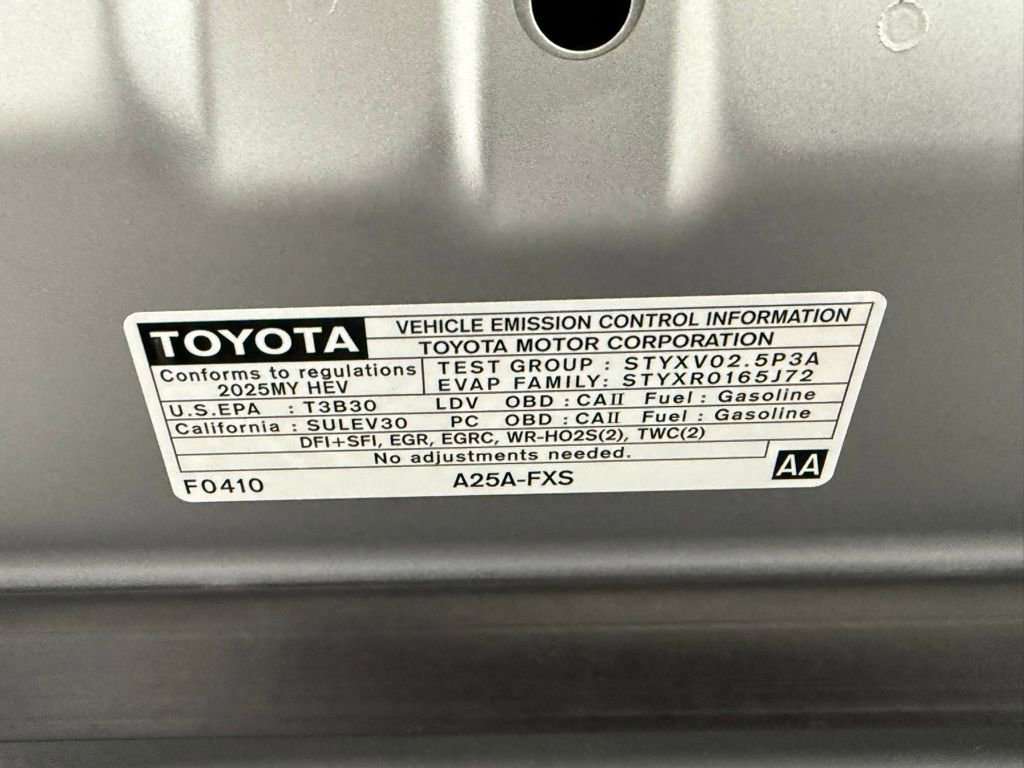 TOYOTA
VEHICLE EMISSION CONTROL INFORMATION
TOYOTA MOTOR CORPORATION
Conforms to regulations
2025MY HEV
TEST GROUP : STYXV02.5P3A
EVAP FAMILY: STYXR0165J72
U.S.EPA : T3B30 LDV OBD : CAII Fuel : Gasoline
California : SULEV30 PC OBD : CAII Fuel : Gasoline
DFI+SFI, EGR, EGRC, WR-HO2S(2), TWC(2)
No adjustments needed.
F0410 A25A-FXS AA